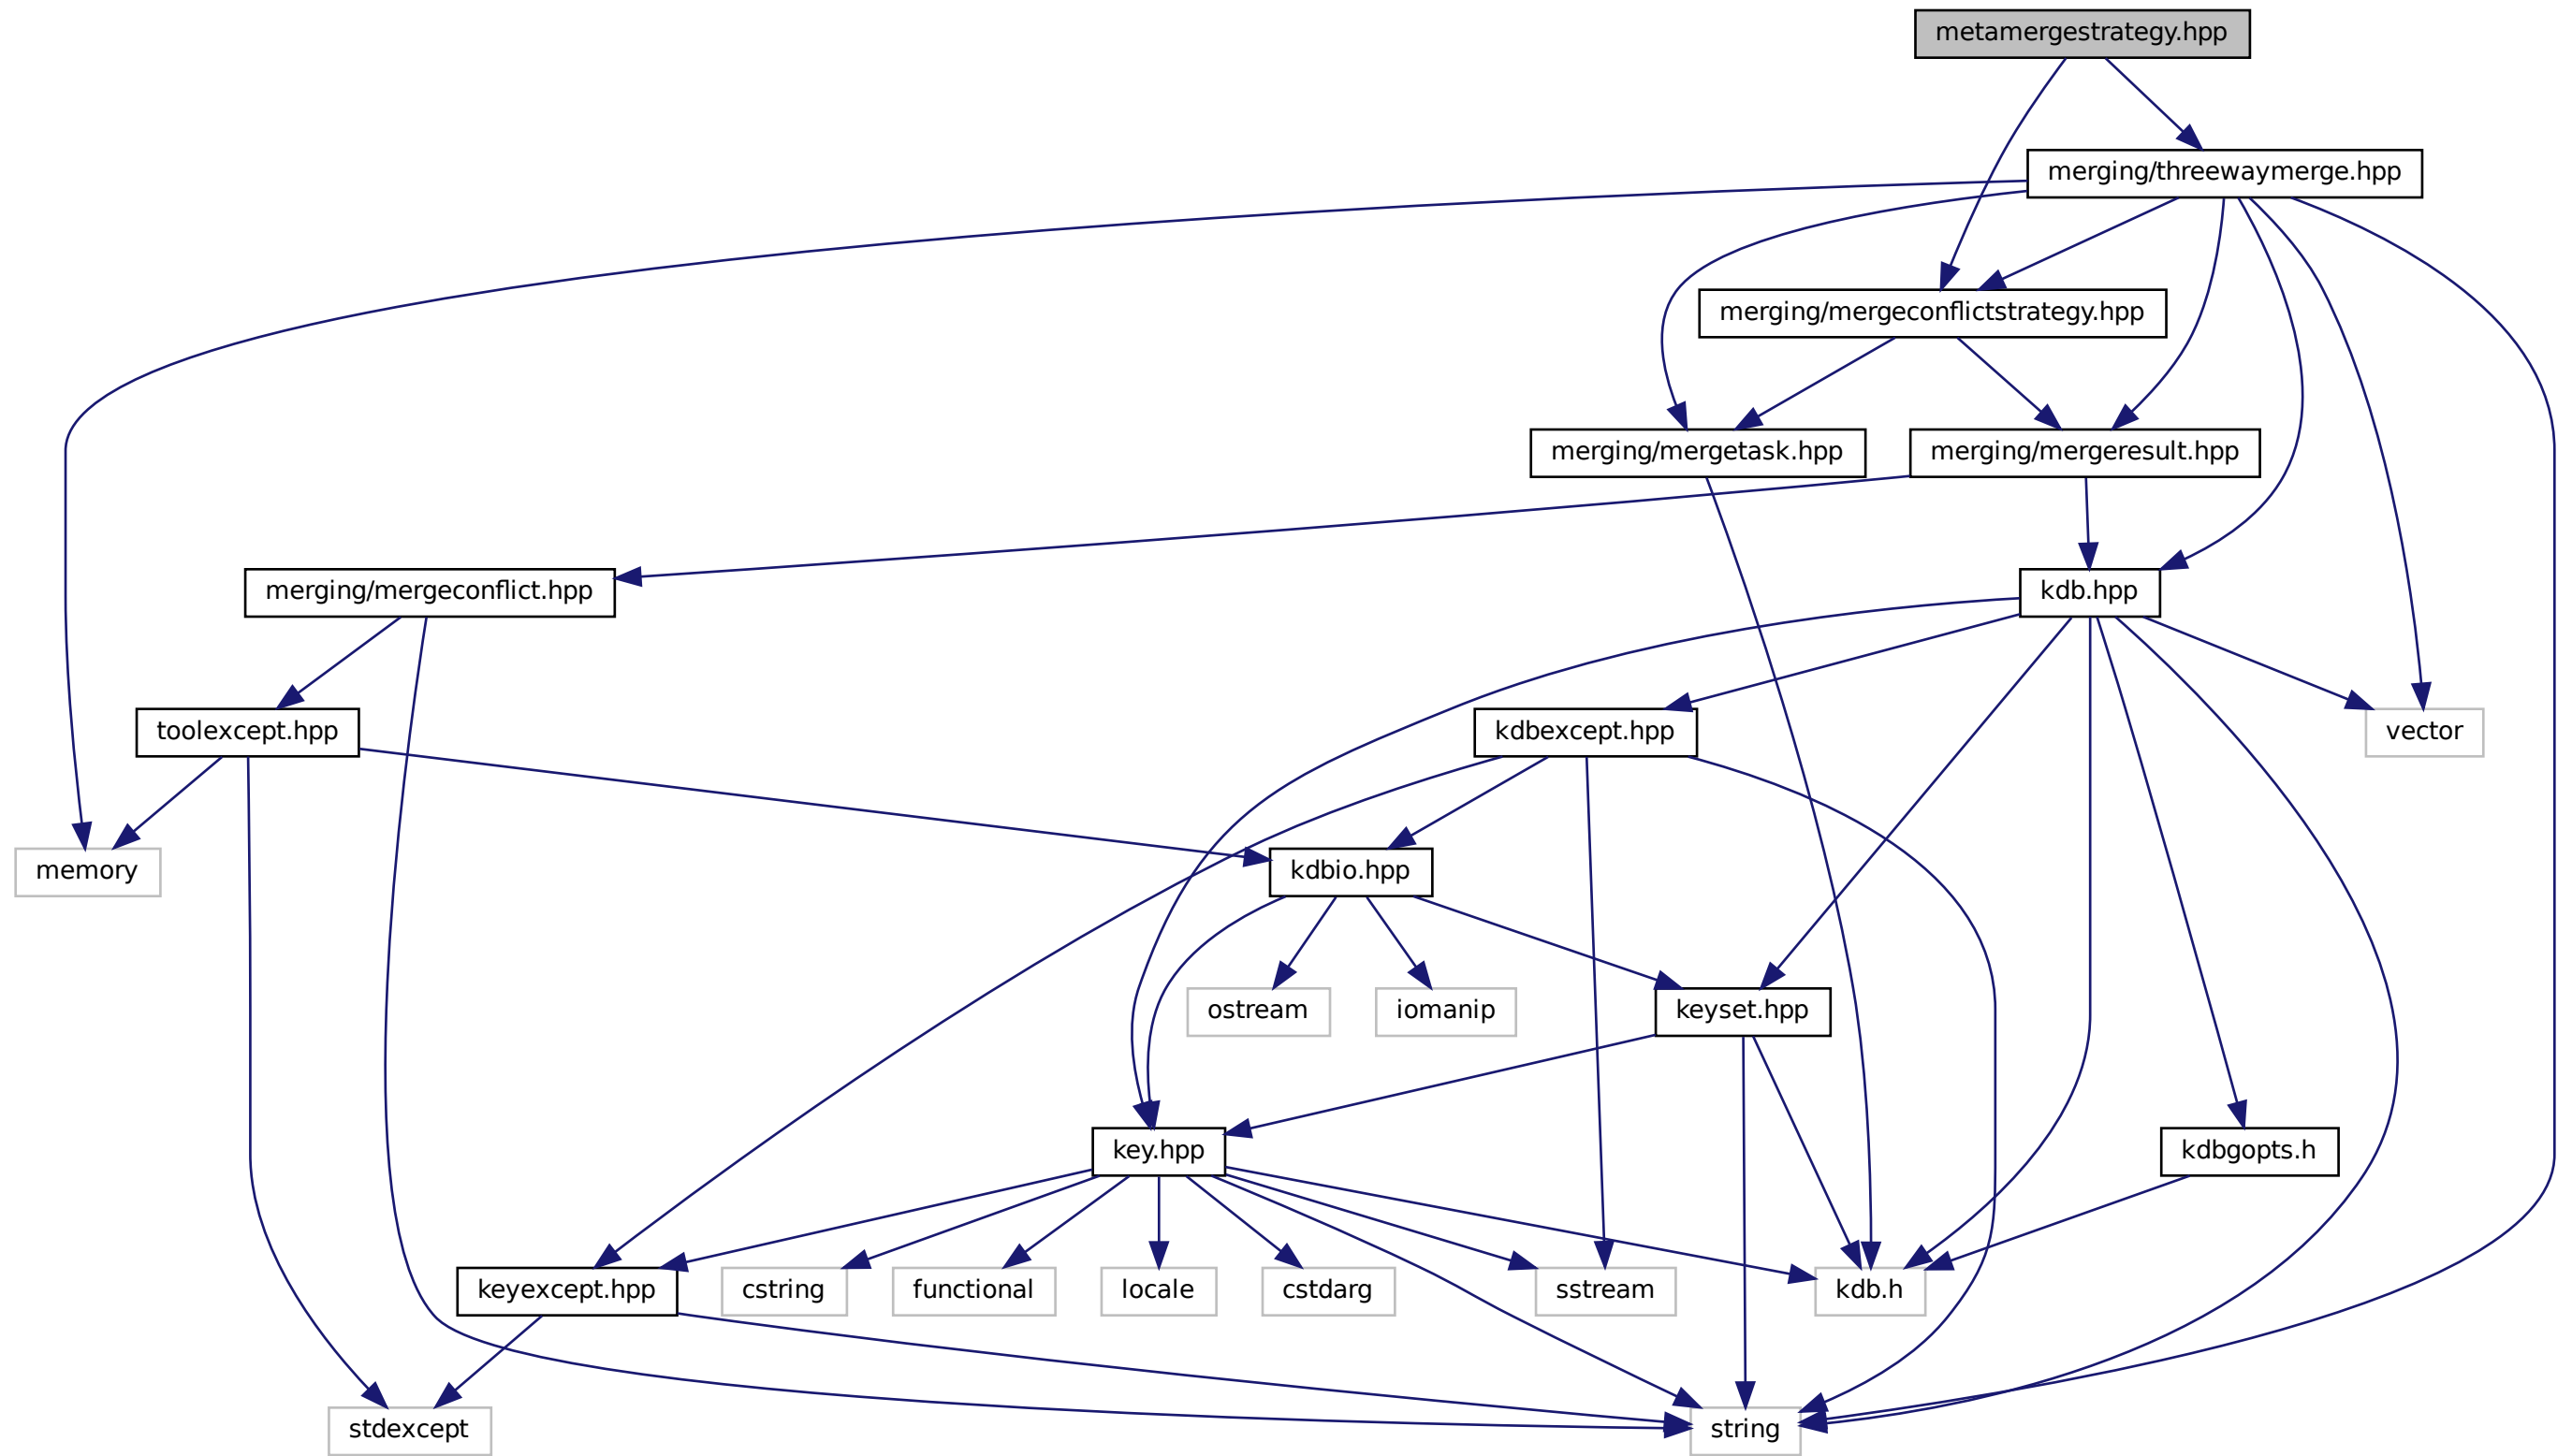 metamergestrategy.hpp
merging/threewaymerge.hpp
merging/mergeconflictstrategy.hpp
merging/mergetask.hpp
merging/mergeresult.hpp
merging/mergeconflict.hpp
kdb.hpp
toolexcept.hpp
kdbexcept.hpp
vector
memory
kdbio.hpp
ostream
iomanip
keyset.hpp
key.hpp
kdbgopts.h
keyexcept.hpp
cstring
functional
locale
cstdarg
sstream
kdb.h
stdexcept
string